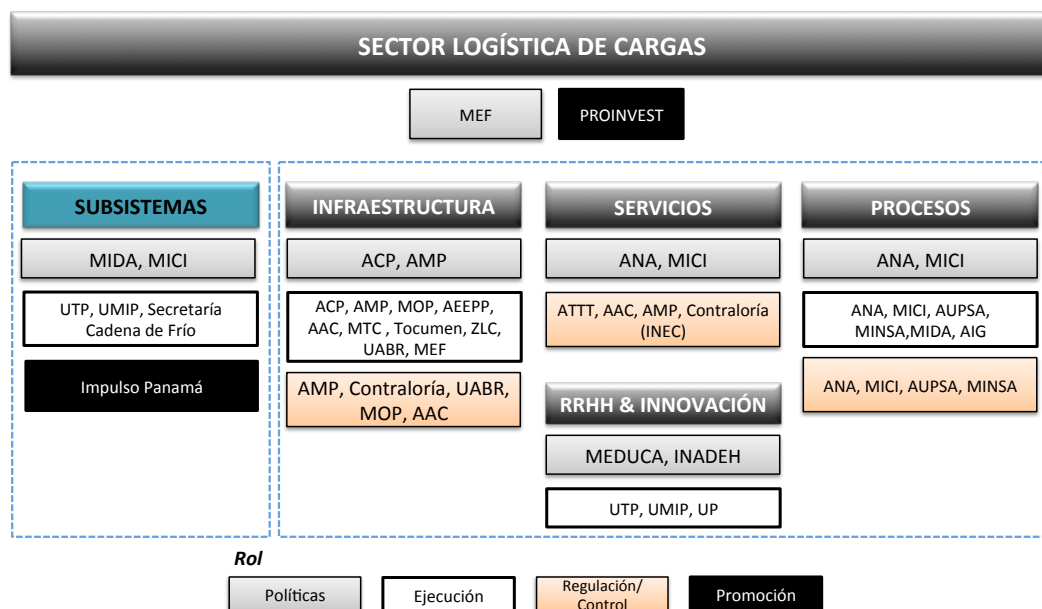 SECTOR LOGÍSTICA DE CARGAS
MEF
PROINVEST
SUBSISTEMAS
MIDA, MICI
UTP, UMIP, Secretaría
Cadena de Frío
Impulso Panamá
INFRAESTRUCTURA
ACP, AMP
ACP, AMP, MOP, AEEPP,
AAC, MTC , Tocumen, ZLC,
UABR, MEF
AMP, Contraloría, UABR,
MOP, AAC
SERVICIOS
ANA, MICI
ATTT, AAC, AMP, Contraloría
(INEC)
RRHH & INNOVACIÓN
MEDUCA, INADEH
UTP, UMIP, UP
PROCESOS
ANA, MICI
ANA, MICI, AUPSA,
MINSA,MIDA, AIG
ANA, MICI, AUPSA, MINSA
Rol
Políticas
Ejecución
Regulación/
Control
Promoción